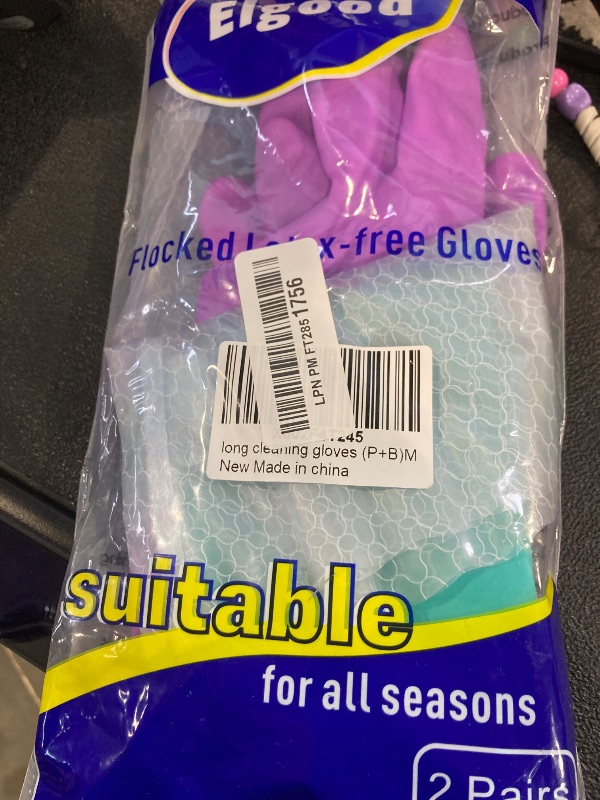 Elgood
Flocked Latex-free Gloves
LPN PM FT285 1756
245
long cleaning gloves (P+B)M
New Made in china
suitable
for all seasons
2 Pairs